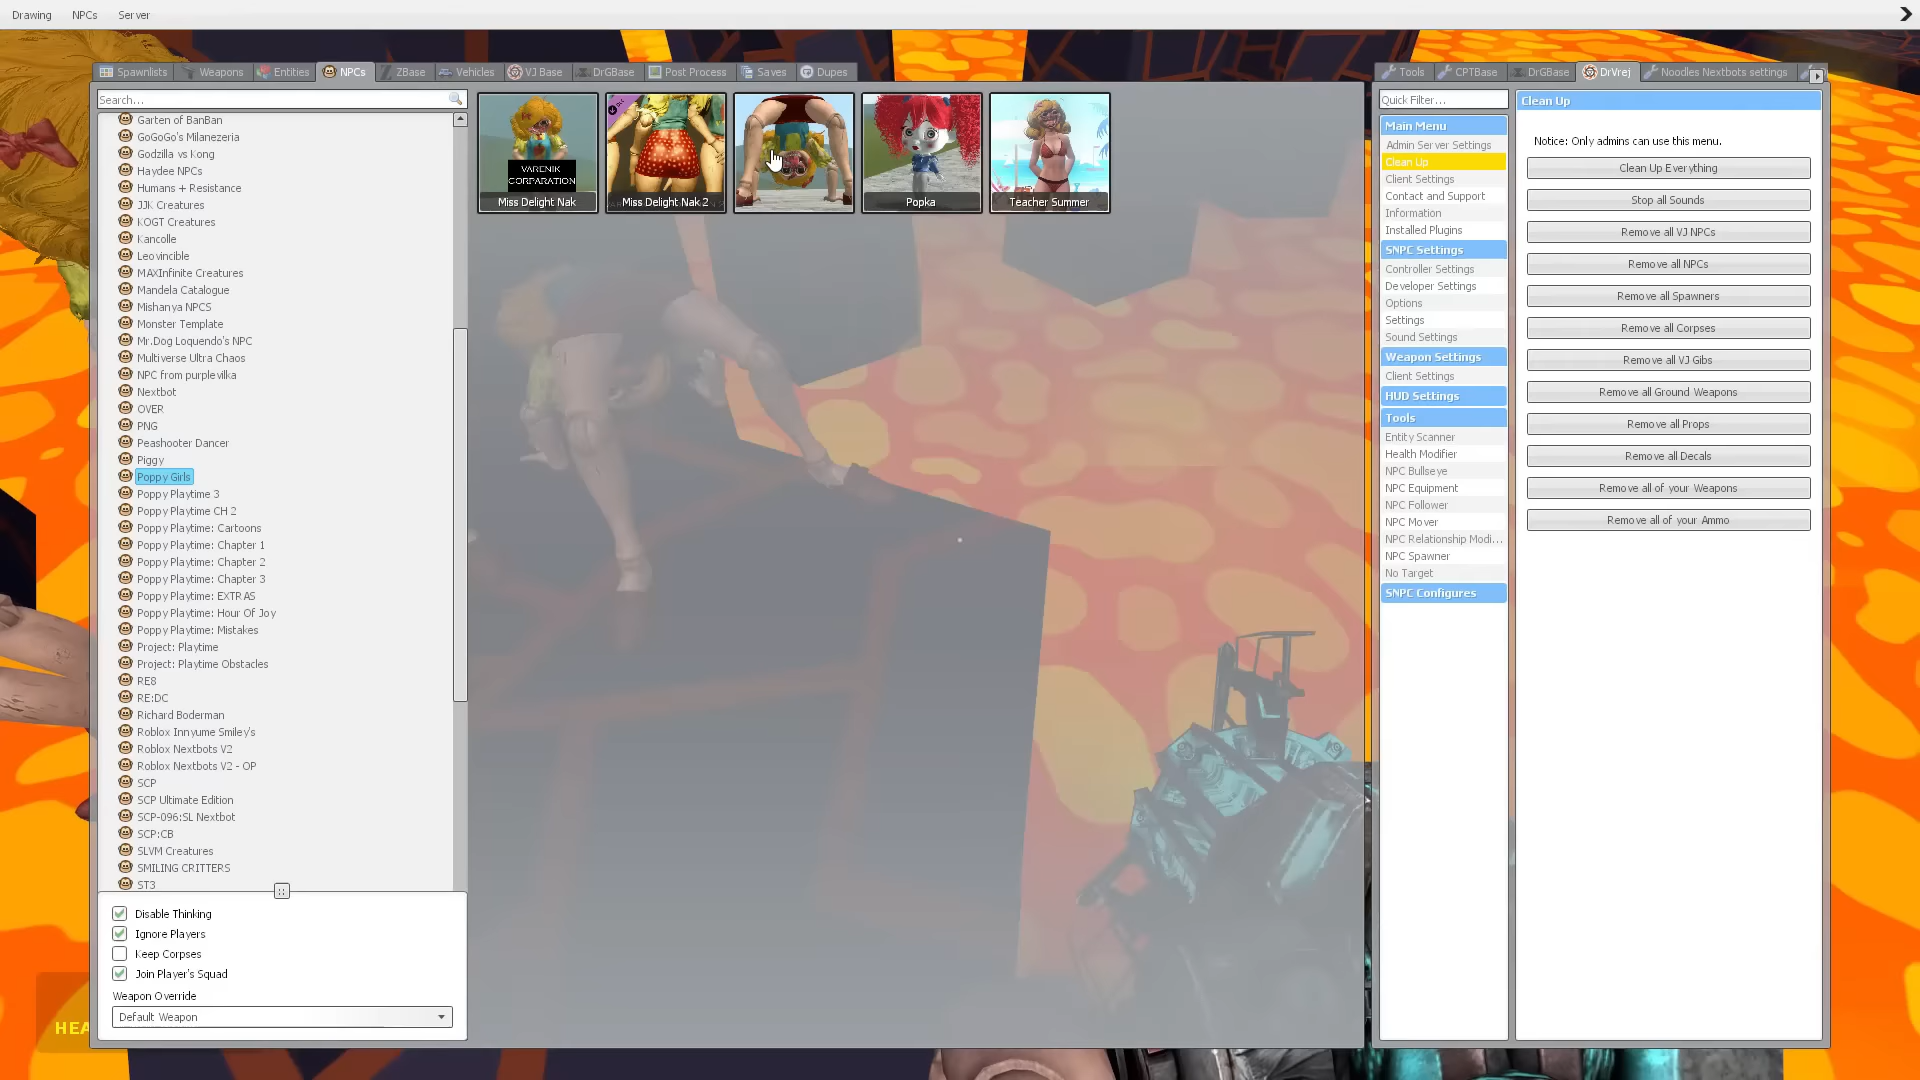 Drawing NPCs Server
Spawnlists Weapons Entities NPCs ZBase Vehicles VJ Base DrGBase Post Process Saves Dupes
Search...
Garten of BanBan
GoGoGo's Milanezeria
Godzilla vs Kong
Haydee NPCs
Humans + Resistance
JJK Creatures
KOGT Creatures
Kancolle
Leovincible
MAXInfinite Creatures
Mandela Catalogue
Mishanya NPCS
Monster Template
Mr.Dog Loquendo's NPC
Multiverse Ultra Chaos
NPC from purplevilka
Nextbot
OVER
PNG
Peashooter Dancer
Piggy
Poppy Girls
Poppy Playtime 3
Poppy Playtime CH 2
Poppy Playtime: Cartoons
Poppy Playtime: Chapter 1
Poppy Playtime: Chapter 2
Poppy Playtime: Chapter 3
Poppy Playtime: EXTRAS
Poppy Playtime: Hour Of Joy
Poppy Playtime: Mistakes
Project: Playtime
Project: Playtime Obstacles
RE8
RE:DC
Richard Boderman
Roblox Innyume Smiley's
Roblox Nextbots V2
Roblox Nextbots V2 - OP
SCP
SCP Ultimate Edition
SCP-096:SL Nextbot
SCP:CB
SLVM Creatures
SMILING CRITTERS
ST3
Disable Thinking
Ignore Players
Keep Corpses
Join Player's Squad
Weapon Override
Default Weapon
HEA
VARENIK
CORPARATION
Miss Delight Nak
Miss Delight Nak 2
Popka
Teacher Summer
Tools CPTBase DrGBase DrVrej Noodles Nextbots settings
Quick Filter...
Main Menu
Admin Server Settings
Clean Up
Client Settings
Contact and Support
Information
Installed Plugins
SNPC Settings
Controller Settings
Developer Settings
Options
Settings
Sound Settings
Weapon Settings
Client Settings
HUD Settings
Tools
Entity Scanner
Health Modifier
NPC Bullseye
NPC Equipment
NPC Follower
NPC Mover
NPC Relationship Modi...
NPC Spawner
No Target
SNPC Configures
Clean Up
Notice: Only admins can use this menu.
Clean Up Everything
Stop all Sounds
Remove all VJ NPCs
Remove all NPCs
Remove all Spawners
Remove all Corpses
Remove all VJ Gibs
Remove all Ground Weapons
Remove all Props
Remove all Decals
Remove all of your Weapons
Remove all of your Ammo